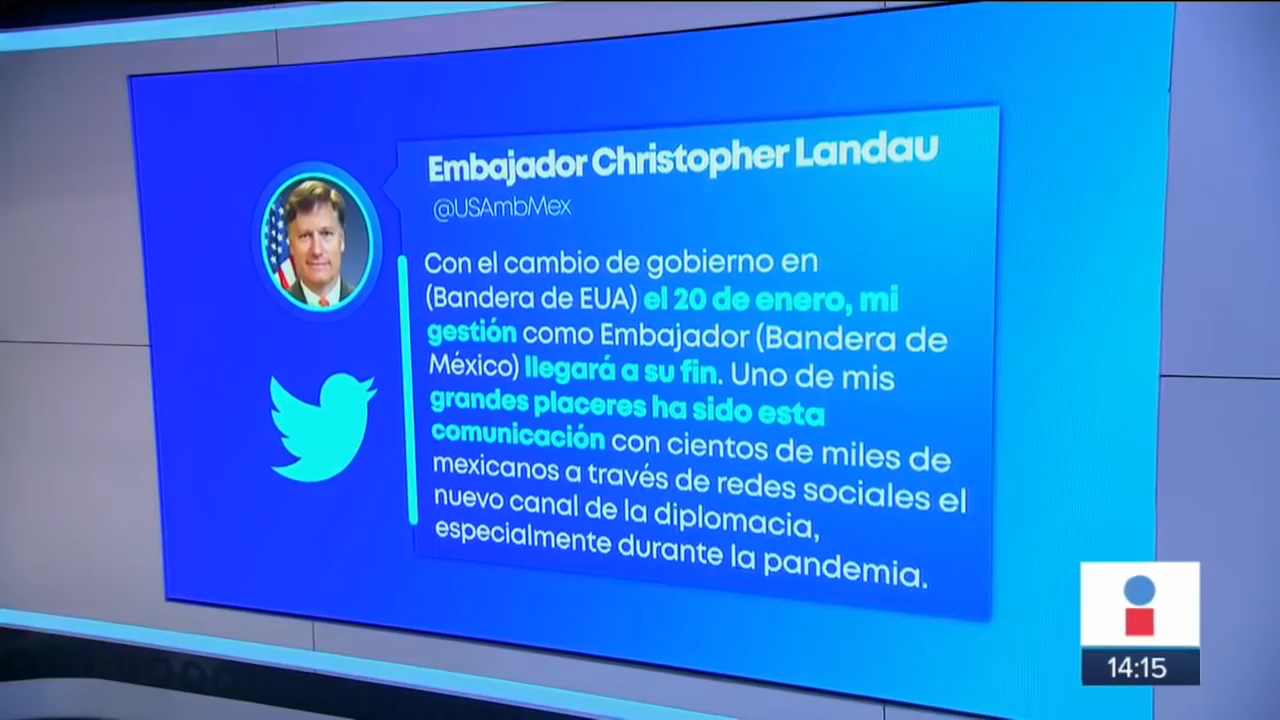 Embajador Christopher Landau
@USAmbMex
Con el cambio de gobierno en
(Bandera de EUA) el 20 de enero, mi
gestión como Embajador (Bandera de
México) llegará a su fin. Uno de mis
grandes placeres ha sido esta
comunicación con cientos de miles de
mexicanos a través de redes sociales el
nuevo canal de la diplomacia,
especialmente durante la pandemia.
14:15